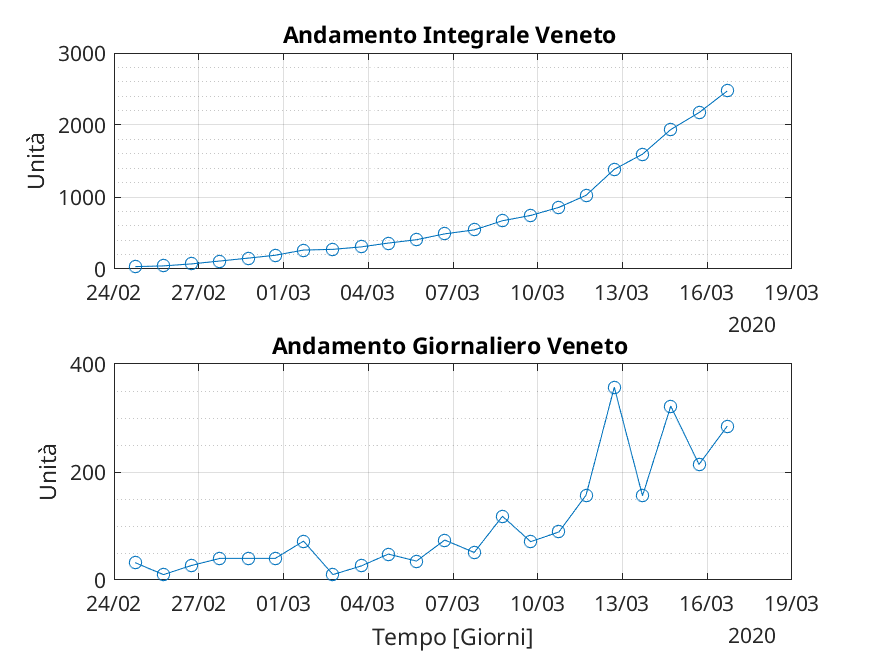 Andamento Integrale Veneto
3000
2000
1000
0
Unità
24/02 27/02 01/03 04/03 07/03 10/03 13/03 16/03 19/03
2020
Andamento Giornaliero Veneto
400
200
0
Unità
24/02 27/02 01/03 04/03 07/03 10/03 13/03 16/03 19/03
Tempo [Giorni]
2020